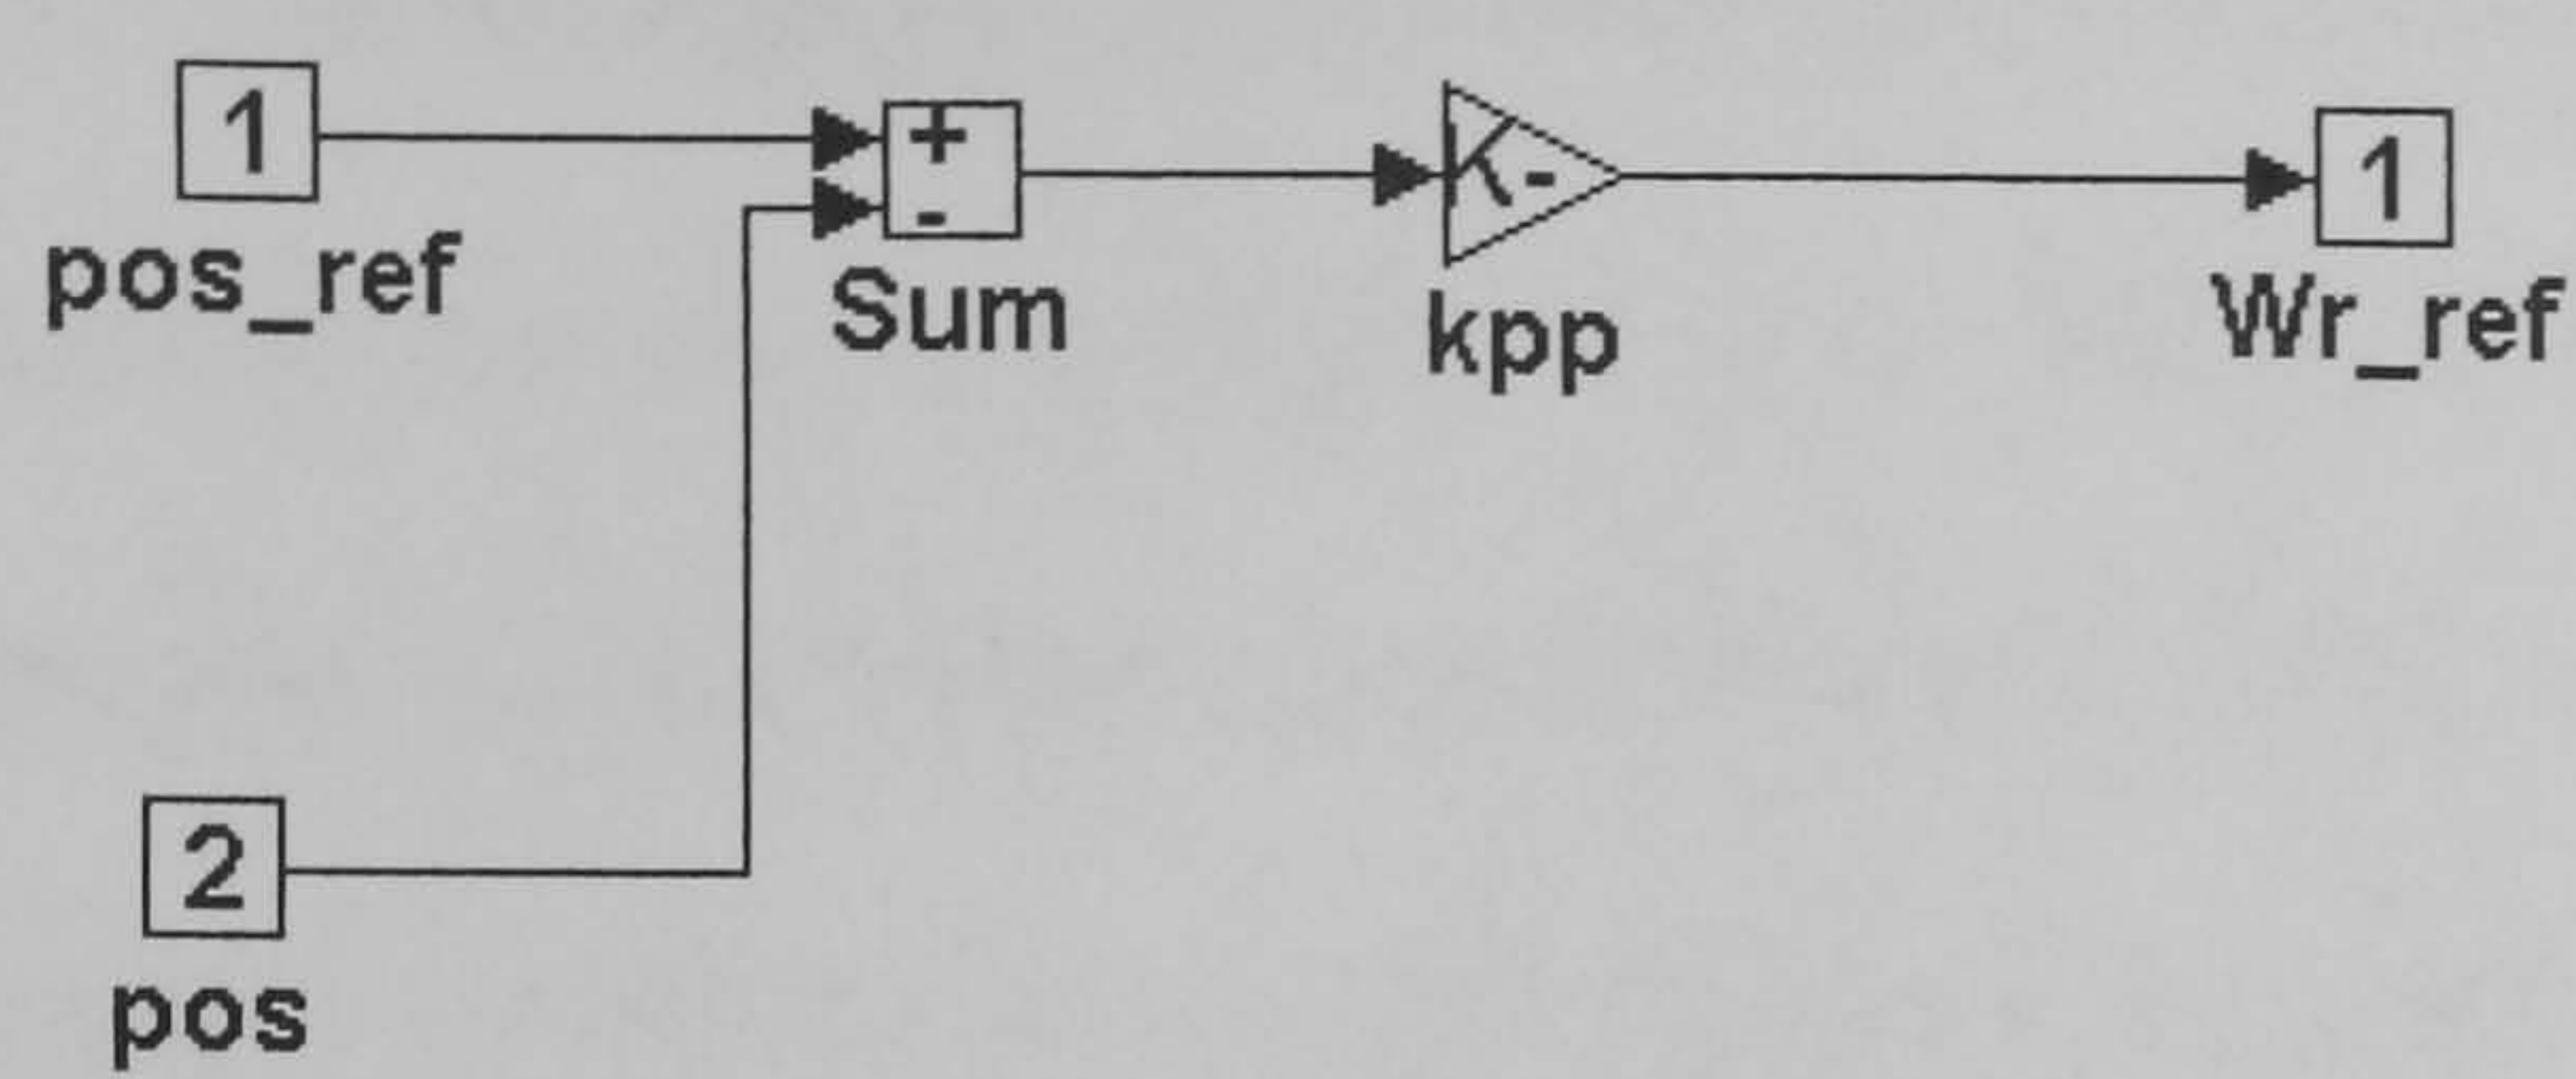 1
pos_ref
+
-
Sum
K-
kpp
1
Wr_ref
2
pos